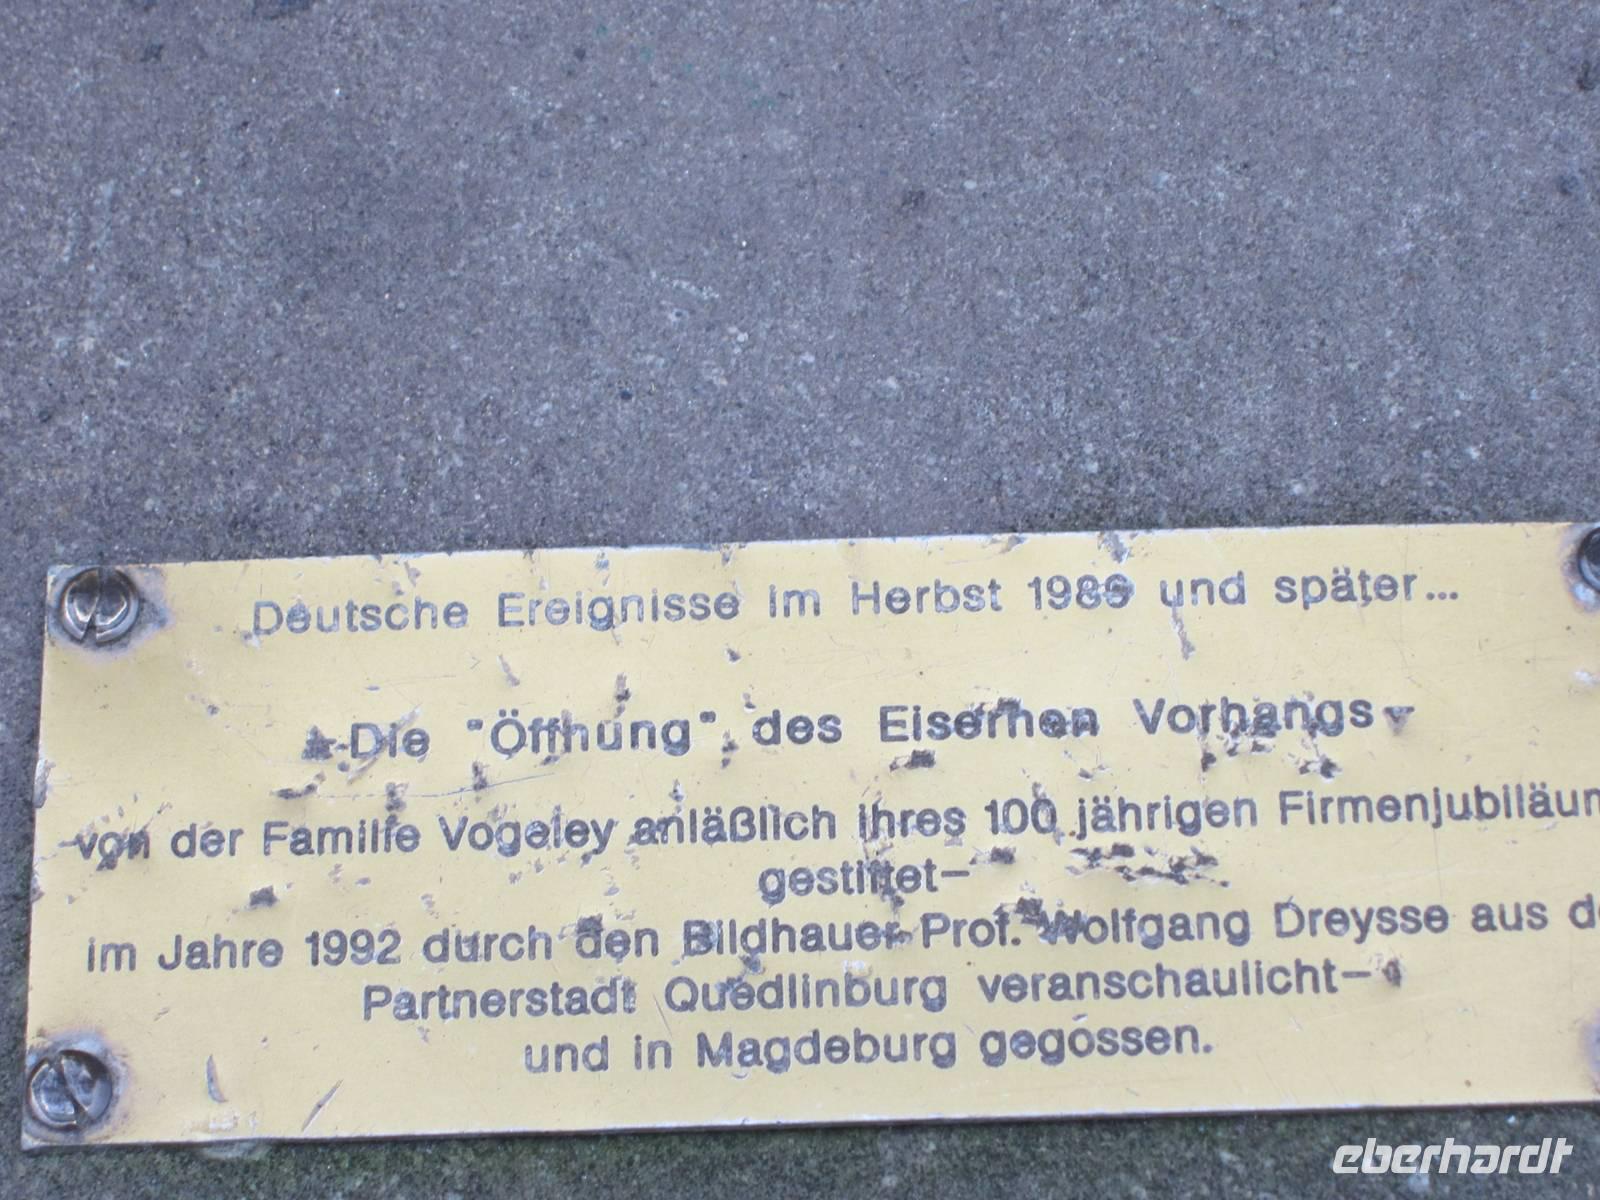 Deutsche Ereignisse im Herbst 1989 und später...
-Die "Öffnung" des Eisernen Vorhangs-
von der Familie Vogeley anläßlich ihres 100 jährigen Firmenjubiläum
gestiftet-
im Jahre 1992 durch den Bildhauer Prof. Wolfgang Dreysse aus de
Partnerstadt Quedlinburg veranschaulicht-
und in Magdeburg gegossen.
eberhardt